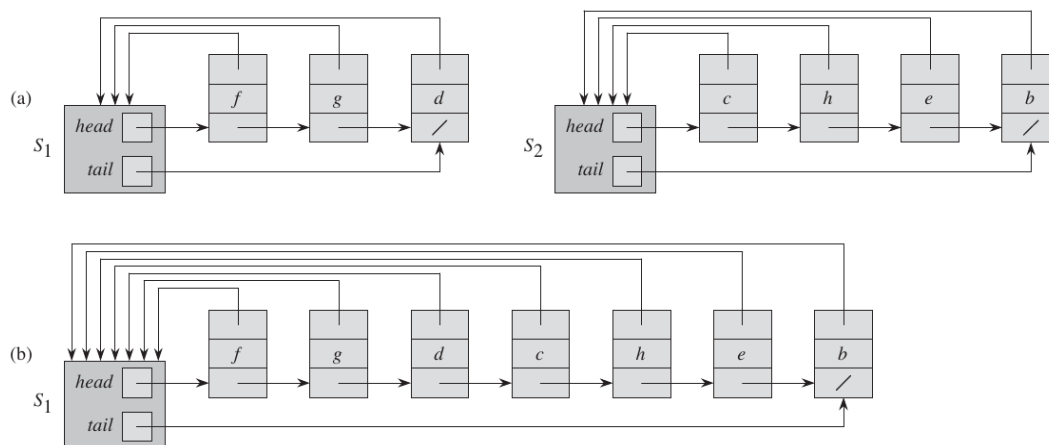 (a)
f g d
head
S1
tail
c h e b
head
S2
tail
(b)
f g d c h e b
head
S1
tail